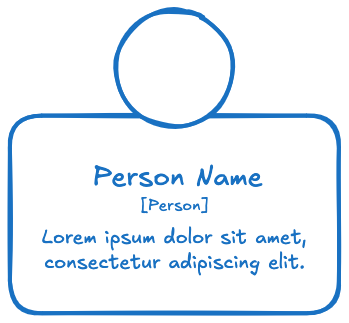 Person Name
[Person]
Lorem ipsum dolor sit amet,
consectetur adipiscing elit.